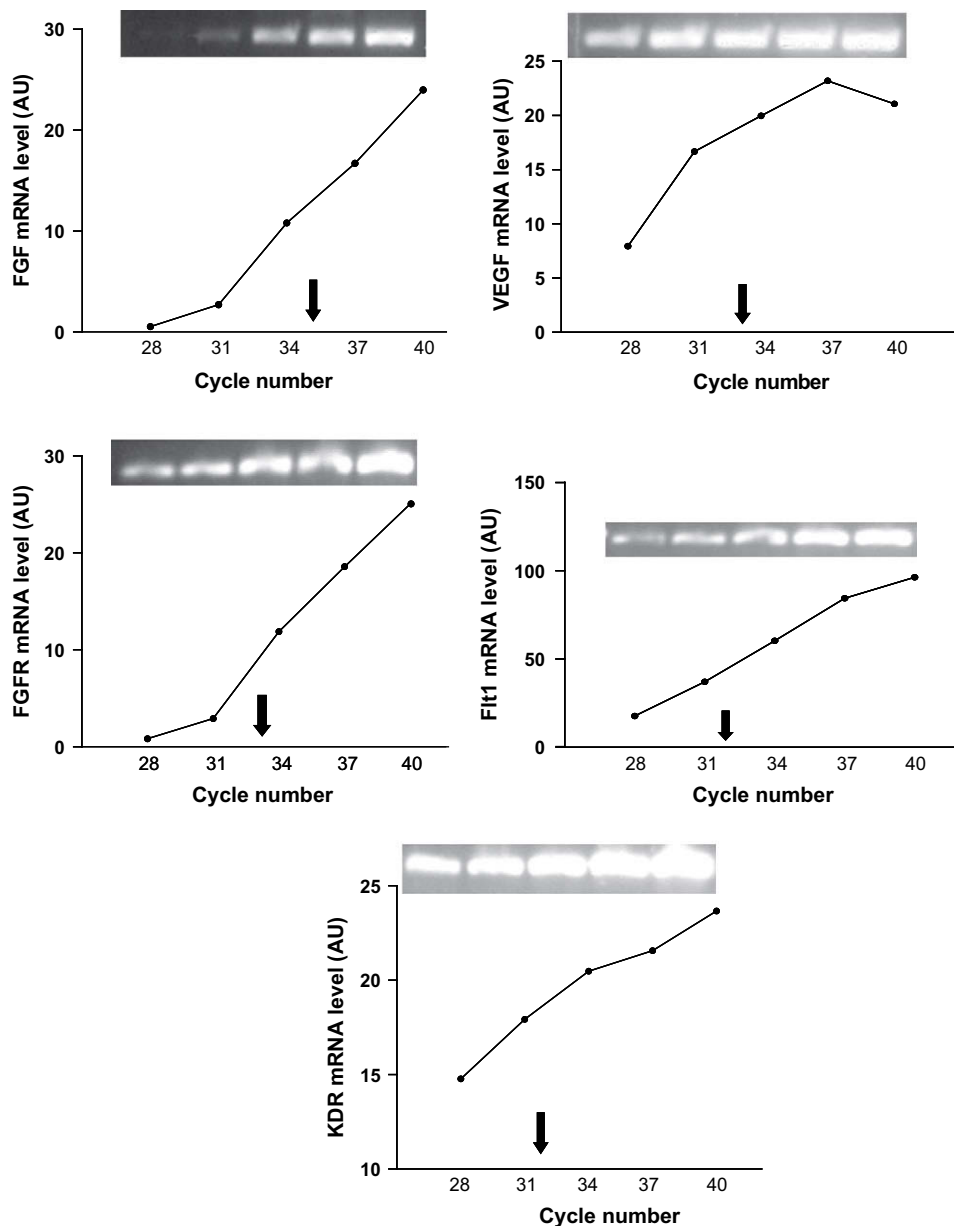 30
20
10
0
FGF mRNA level (AU)
28 31 34 37 40
Cycle number
25
20
15
10
5
0
VEGF mRNA level (AU)
28 31 34 37 40
Cycle number
30
20
10
0
FGFR mRNA level (AU)
28 31 34 37 40
Cycle number
150
100
50
0
Flt1 mRNA level (AU)
28 31 34 37 40
Cycle number
25
20
15
10
KDR mRNA level (AU)
28 31 34 37 40
Cycle number